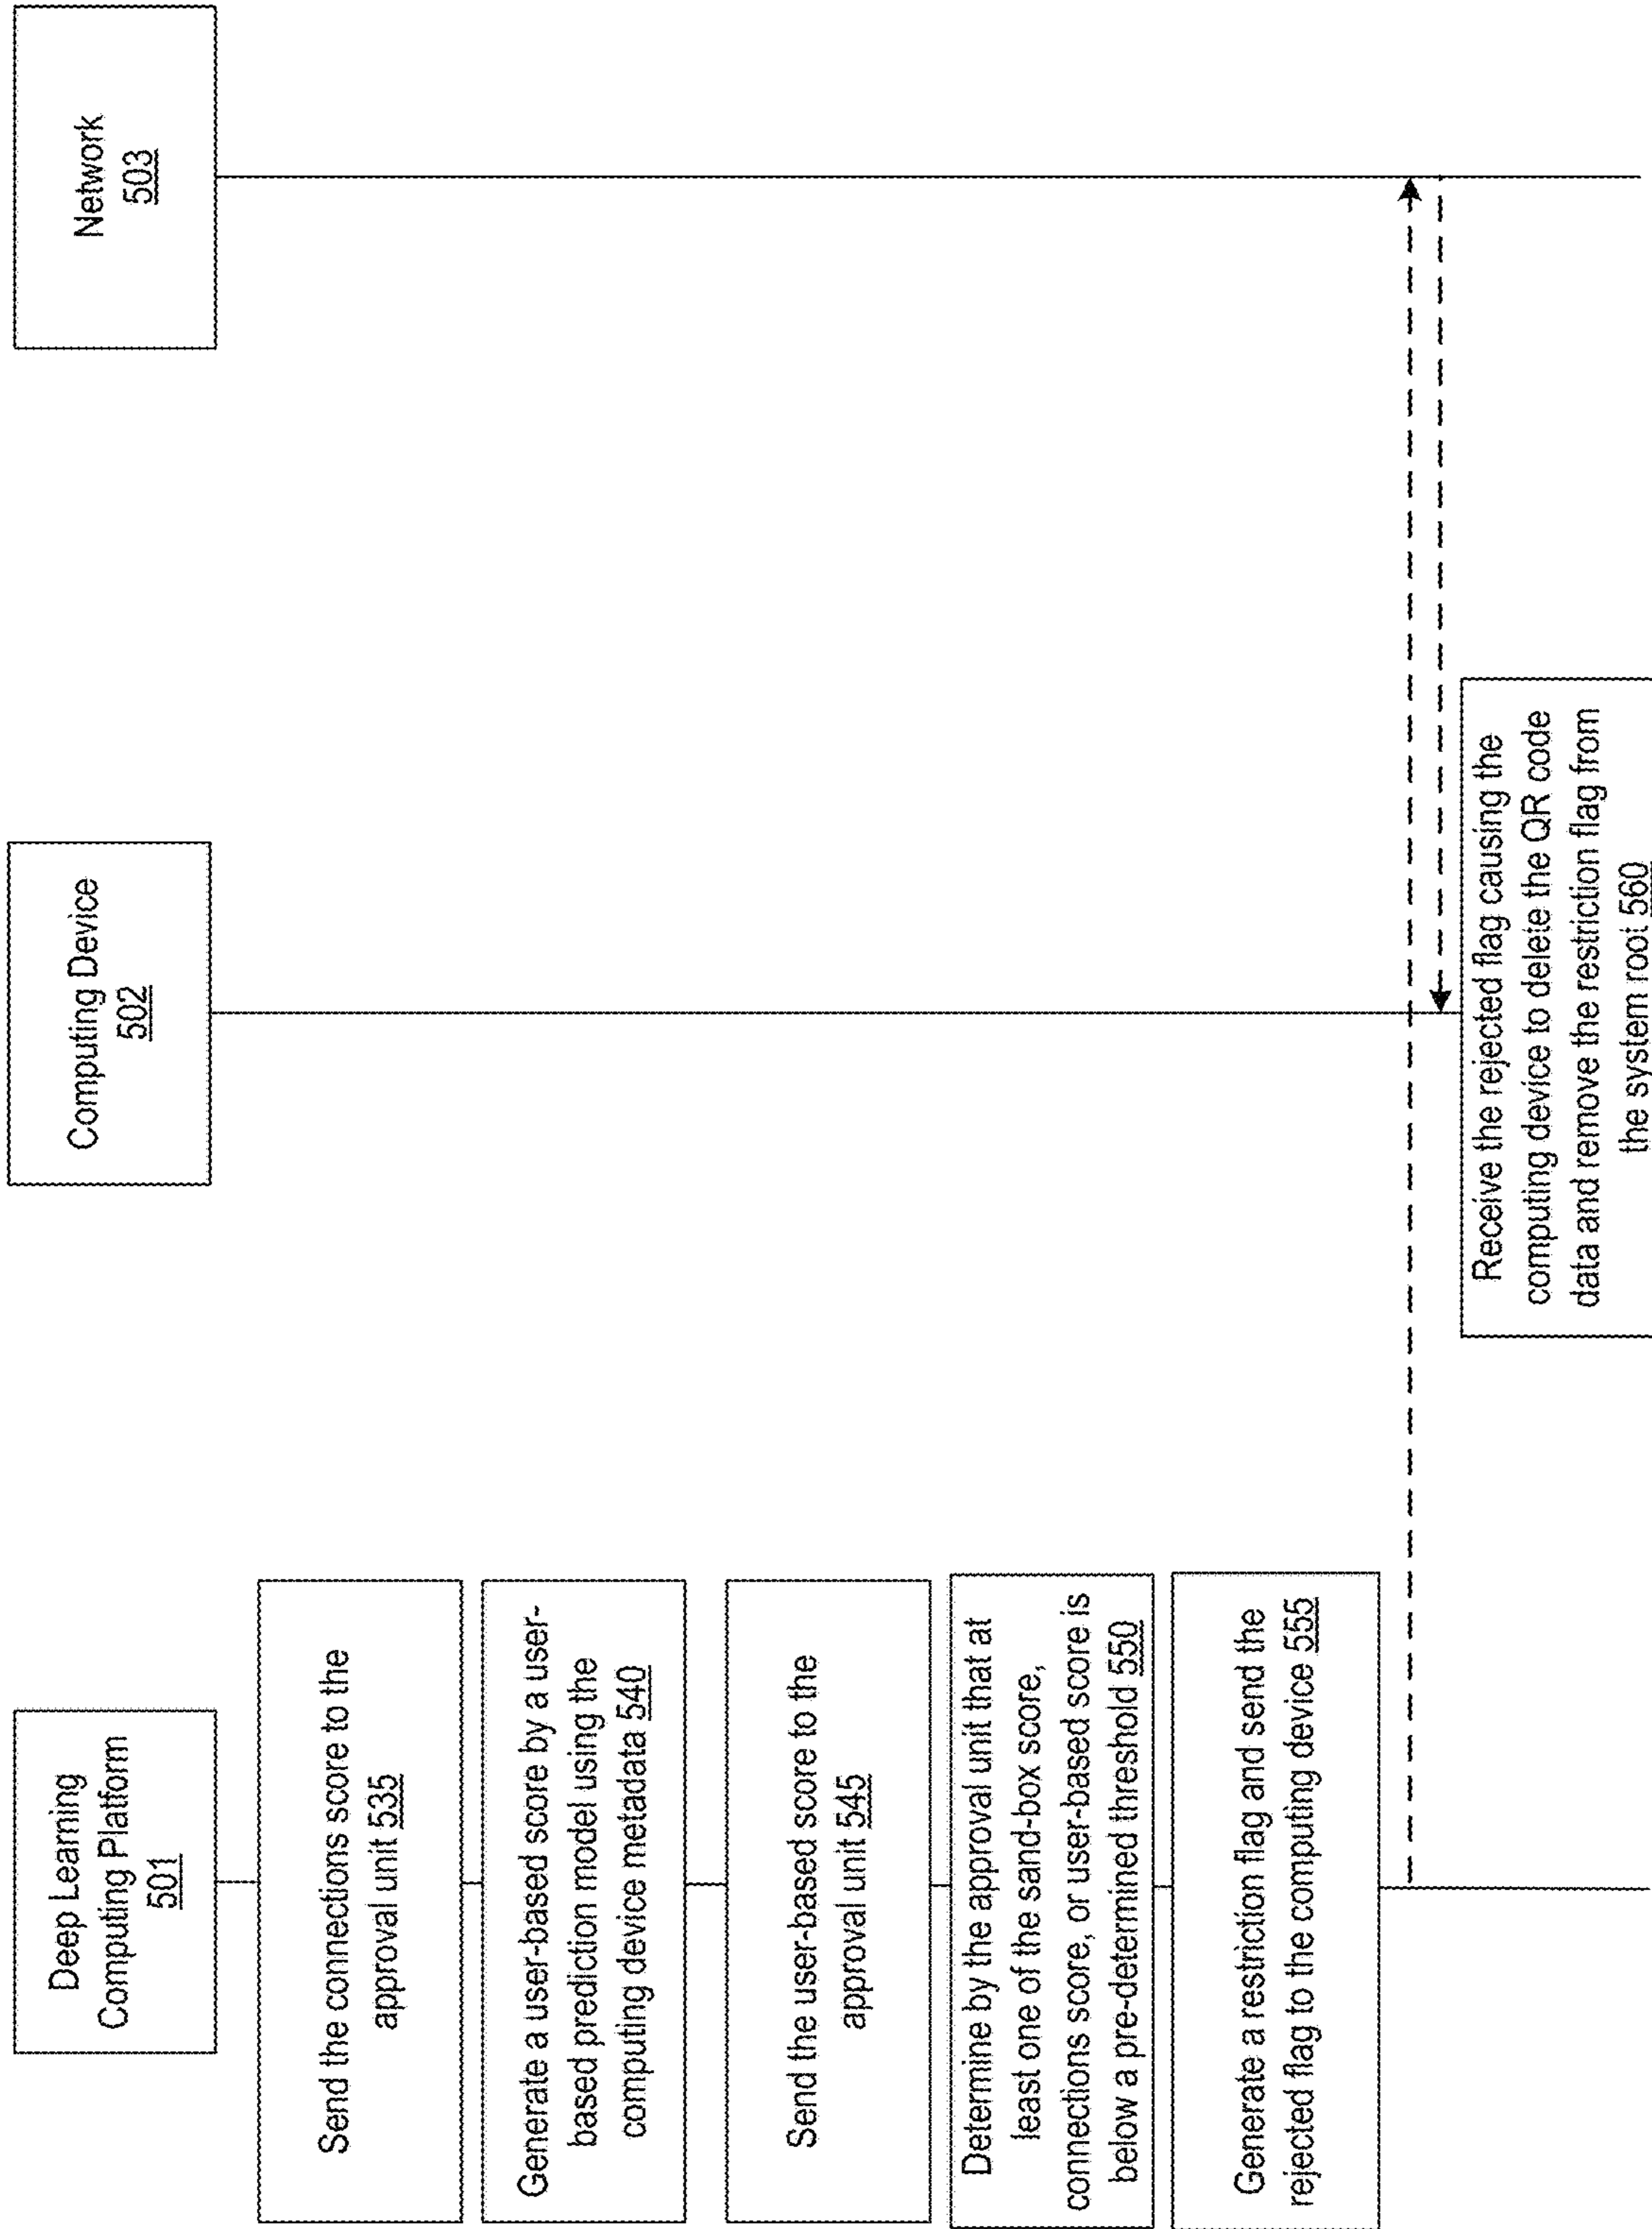 Deep Learning
Computing Platform
501
Computing Device
502
Network
503
Send the connections score to the
approval unit 535
Generate a user-based score by a user-
based prediction model using the
computing device metadata 540
Send the user-based score to the
approval unit 545
Determine by the approval unit that at
least one of the sand-box score,
connections score, or user-based score is
below a pre-determined threshold 550
Generate a restriction flag and send the
rejected flag to the computing device 555
Receive the rejected flag causing the
computing device to delete the QR code
data and remove the restriction flag from
the system root 560